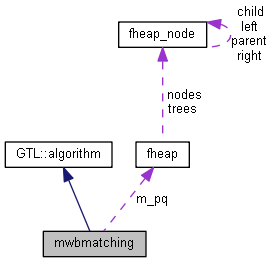 fheap_node
child
left
parent
right
nodes
trees
GTL::algorithm
fheap
m_pq
mwbmatching